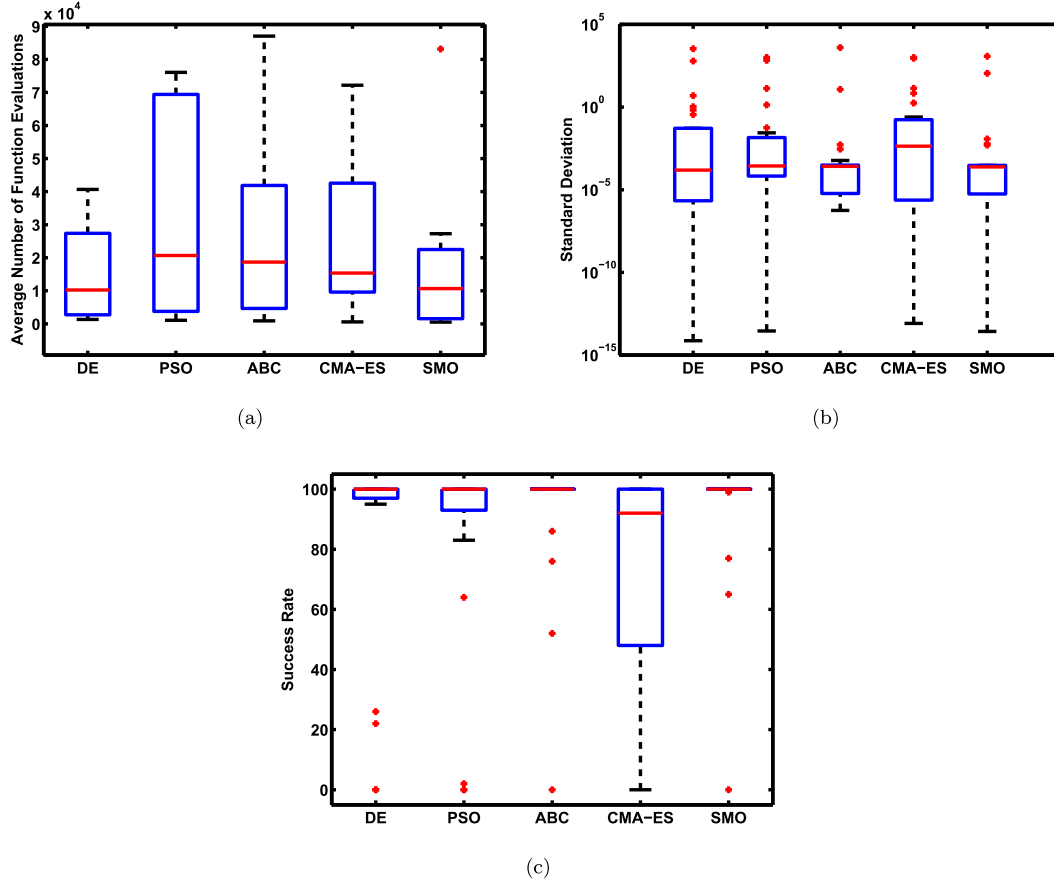 x 10^4
9
8
7
6
5
4
3
2
1
0
Average Number of Function Evaluations
DE PSO ABC CMA-ES SMO
(a)
10^5
10^0
10^-5
10^-10
10^-15
Standard Deviation
DE PSO ABC CMA-ES SMO
(b)
100
80
60
40
20
0
Success Rate
DE PSO ABC CMA-ES SMO
(c)